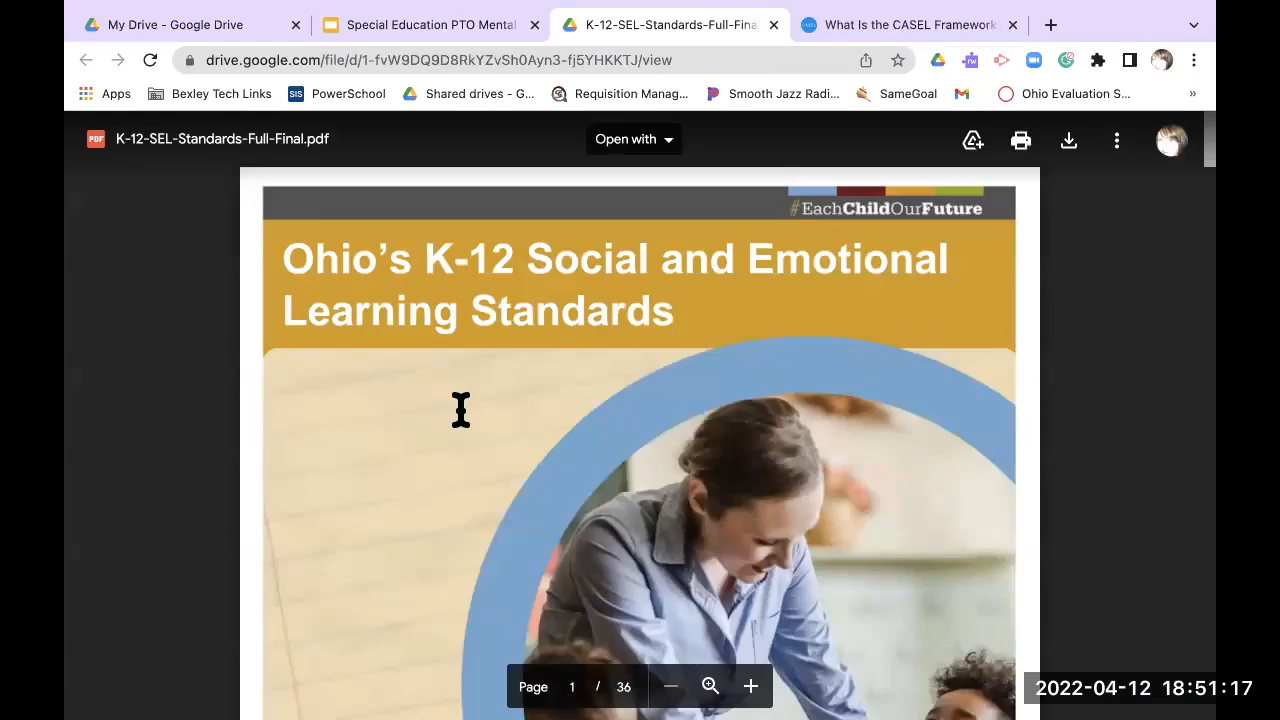 My Drive - Google Drive
Special Education PTO Mental
K-12-SEL-Standards-Full-Fina
What Is the CASEL Framework
drive.google.com/file/d/1-fvW9DQ9D8RkYZvSh0Ayn3-fj5YHKKTJ/view
Apps
Bexley Tech Links
SIS PowerSchool
Shared drives - G...
Requisition Manag...
Smooth Jazz Radi...
SameGoal
Ohio Evaluation S...
»
PDF K-12-SEL-Standards-Full-Final.pdf
Open with
#EachChildOurFuture
Ohio's K-12 Social and Emotional
Learning Standards
Page 1 / 36
2022-04-12 18:51:17